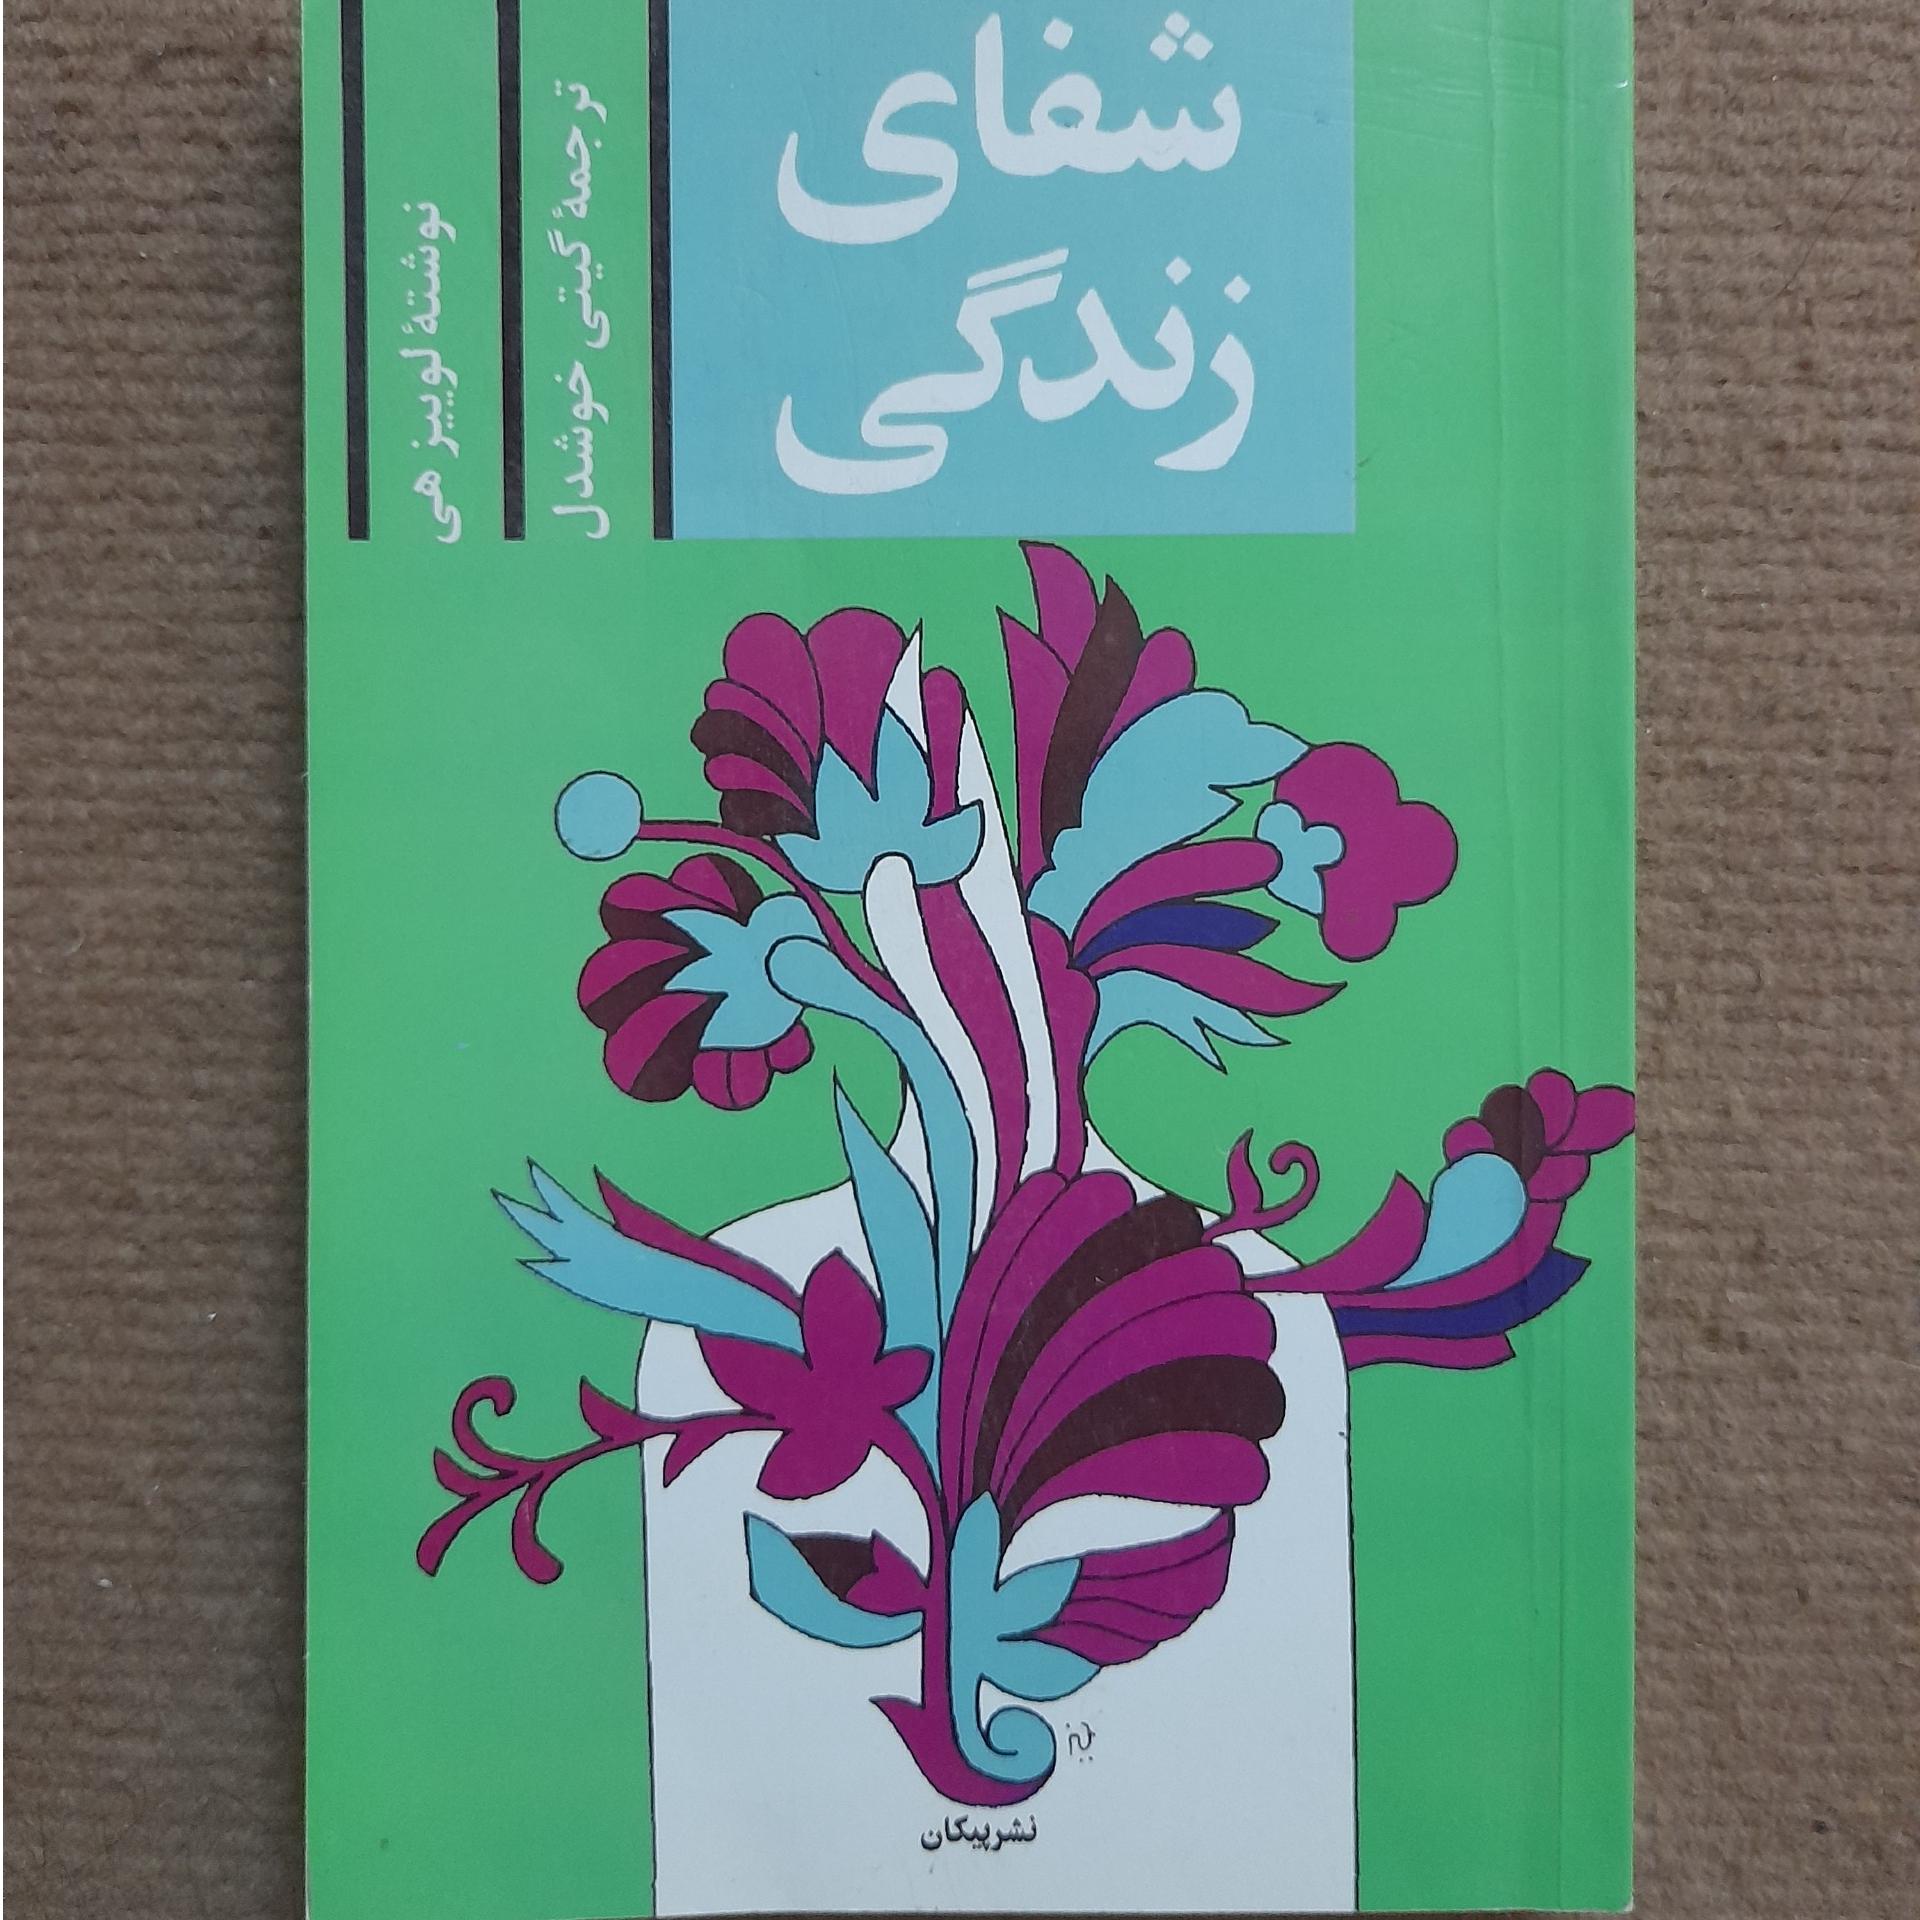 شفای
زندگی
ترجمهٔ گیتی خوشدل
نوشتهٔ لوییز هی
نشر پیکان